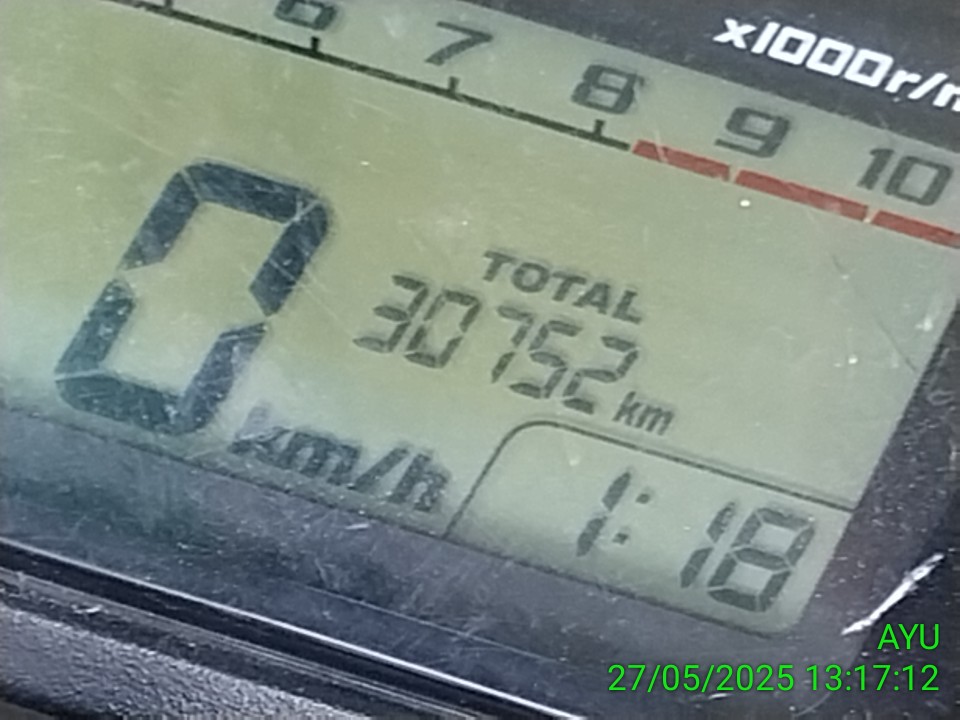 x1000r/m
6 7 8 9 10
TOTAL
30752 km
0 km/h
1:18
AYU
27/05/2025 13:17:12